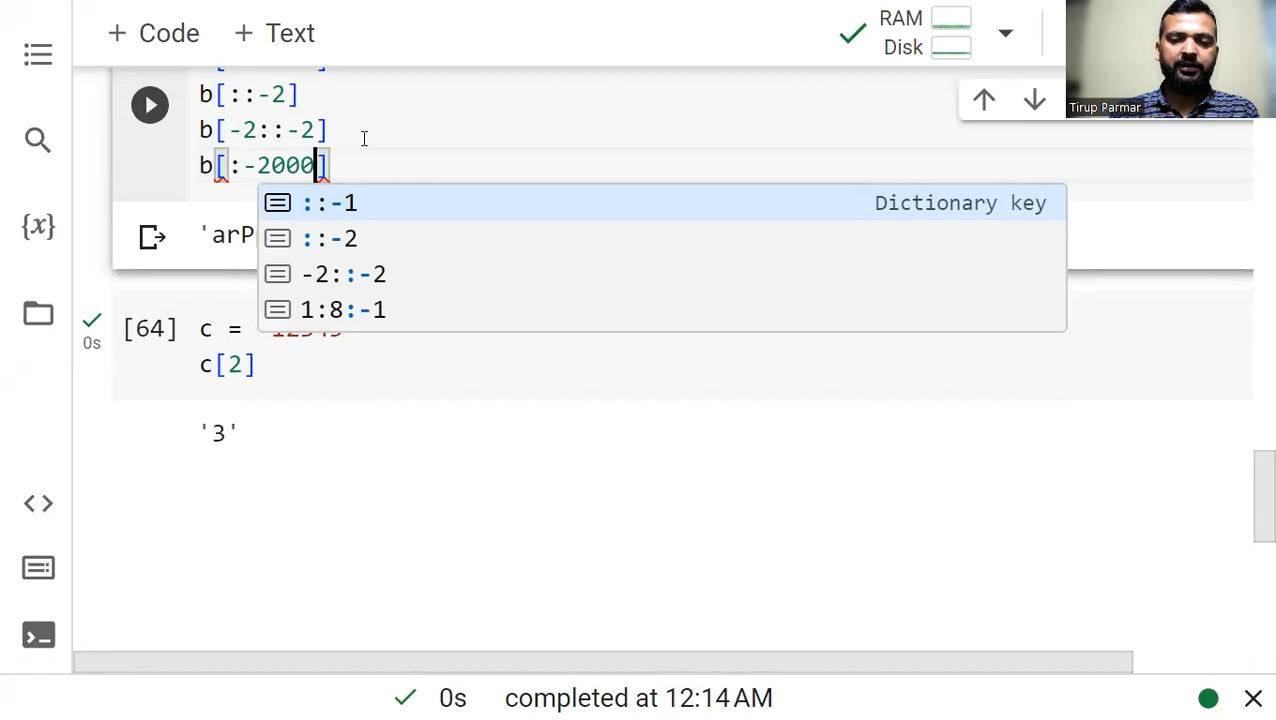 + Code + Text
RAM
Disk
Tirup Parmar
b[::-2]
b[-2::-2]
b[:-2000]
::-1 Dictionary key
::-2
-2::-2
1:8:-1
'arP
[64] c =
0s
c[2]
'3'
{x}
0s completed at 12:14 AM